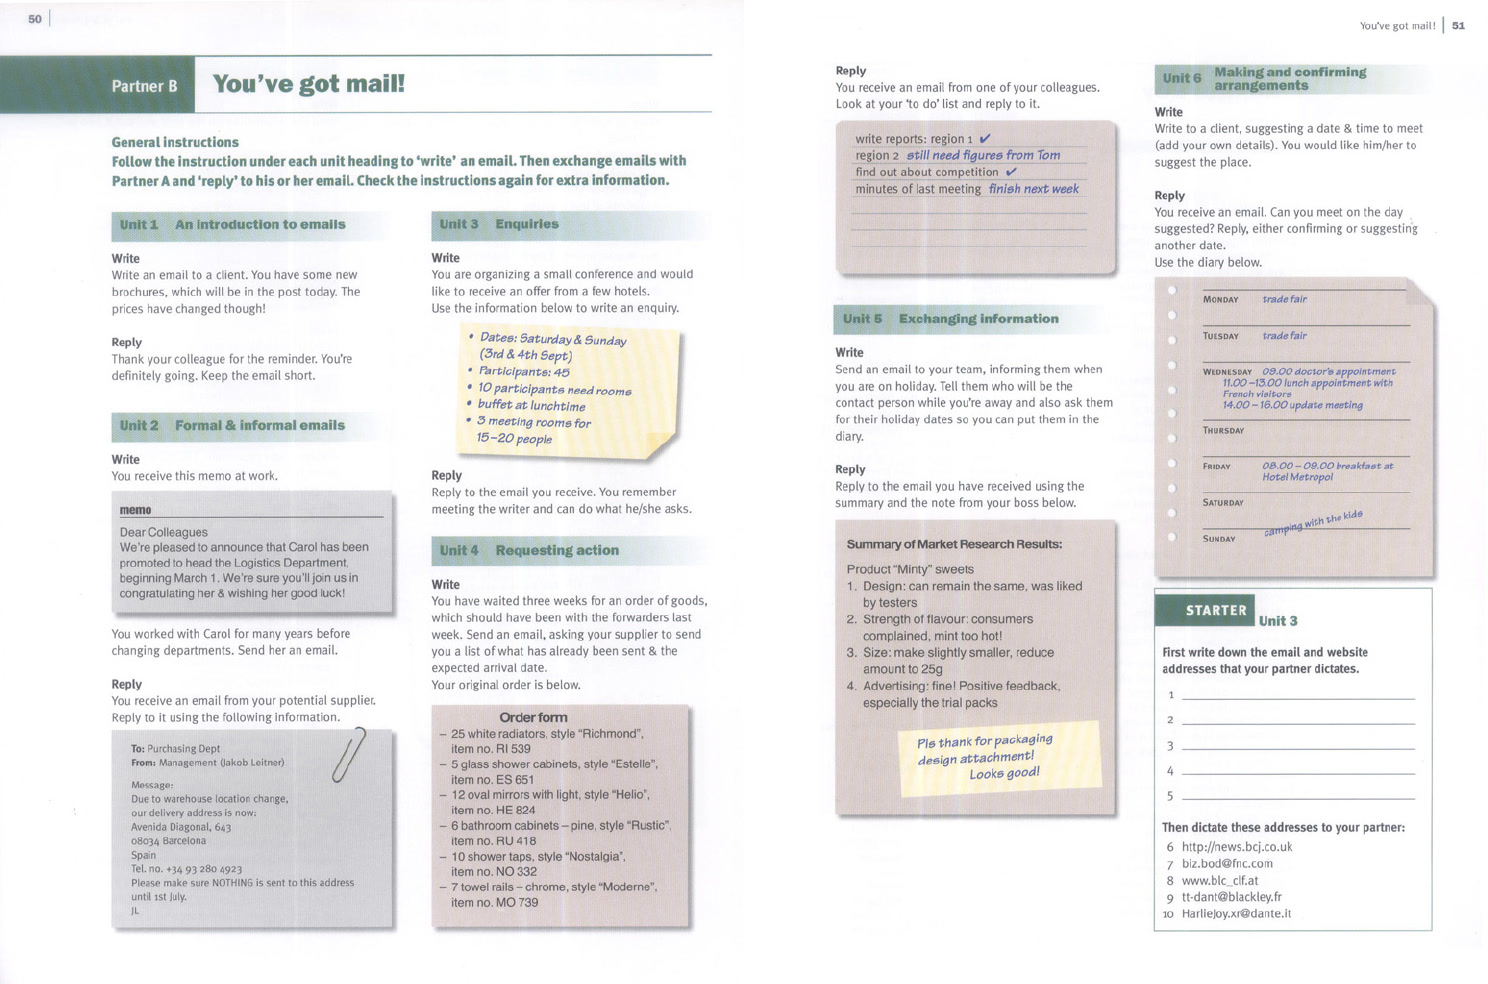 50
Partner B
You've got mail!
General instructions
Follow the instruction under each unit heading to 'write' an email. Then exchange emails with
Partner A and 'reply' to his or her email. Check the instructions again for extra information.
Unit 1 An introduction to emails
Write
Write an email to a client. You have some new
brochures, which will be in the post today. The
prices have changed though!
Reply
Thank your colleague for the reminder. You're
definitely going. Keep the email short.
Unit 2 Formal & informal emails
Write
You receive this memo at work.
memo
Dear Colleagues
We're pleased to announce that Carol has been
promoted to head the Logistics Department,
beginning March 1. We're sure you'll join us in
congratulating her & wishing her good luck!
You worked with Carol for many years before
changing departments. Send her an email.
Reply
You receive an email from your potential supplier.
Reply to it using the following information.
To: Purchasing Dept
From: Management (Jakob Leitner)
Message:
Due to warehouse location change,
our delivery address is now:
Avenida Diagonal, 643
08034 Barcelona
Spain
Tel. no. +34 93 280 4923
Please make sure NOTHING is sent to this address
until 1st July.
JL
Unit 3 Enquiries
Write
You are organizing a small conference and would
like to receive an offer from a few hotels.
Use the information below to write an enquiry.
• Dates: Saturday & Sunday
(3rd & 4th Sept)
• Participants: 45
• 10 participants need rooms
• buffet at lunchtime
• 3 meeting rooms for
15–20 people
Reply
Reply to the email you receive. You remember
meeting the writer and can do what he/she asks.
Unit 4 Requesting action
Write
You have waited three weeks for an order of goods,
which should have been with the forwarders last
week. Send an email, asking your supplier to send
you a list of what has already been sent & the
expected arrival date.
Your original order is below.
Order form
– 25 white radiators, style "Richmond",
item no. RI 539
– 5 glass shower cabinets, style "Estelle",
item no. ES 651
– 12 oval mirrors with light, style "Helio",
item no. HE 824
– 6 bathroom cabinets – pine, style "Rustic",
item no. RU 418
– 10 shower taps, style "Nostalgia",
item no. NO 332
– 7 towel rails – chrome, style "Moderne",
item no. MO 739
You've got mail! 51
Reply
You receive an email from one of your colleagues.
Look at your 'to do' list and reply to it.
write reports: region 1 ✔
region 2 still need figures from Tom
find out about competition ✔
minutes of last meeting finish next week
Unit 5 Exchanging information
Write
Send an email to your team, informing them when
you are on holiday. Tell them who will be the
contact person while you're away and also ask them
for their holiday dates so you can put them in the
diary.
Reply
Reply to the email you have received using the
summary and the note from your boss below.
Summary of Market Research Results:
Product "Minty" sweets
1. Design: can remain the same, was liked
by testers
2. Strength of flavour: consumers
complained, mint too hot!
3. Size: make slightly smaller, reduce
amount to 25g
4. Advertising: fine! Positive feedback,
especially the trial packs
Pls thank for packaging
design attachment!
Looks good!
Unit 6 Making and confirming
arrangements
Write
Write to a client, suggesting a date & time to meet
(add your own details). You would like him/her to
suggest the place.
Reply
You receive an email. Can you meet on the day
suggested? Reply, either confirming or suggesting
another date.
Use the diary below.
MONDAY trade fair
TUESDAY trade fair
WEDNESDAY 09.00 doctor's appointment
11.00 –13.00 lunch appointment with
French visitors
14.00 – 16.00 update meeting
THURSDAY
FRIDAY 08.00 – 09.00 breakfast at
Hotel Metropol
SATURDAY
camping with the kids
SUNDAY
STARTER Unit 3
First write down the email and website
addresses that your partner dictates.
1
2
3
4
5
Then dictate these addresses to your partner:
6 http://news.bcj.co.uk
7 biz.bod@fnc.com
8 www.blc_clf.at
9 tt-dant@blackley.fr
10 HarlieJoy.xr@dante.it